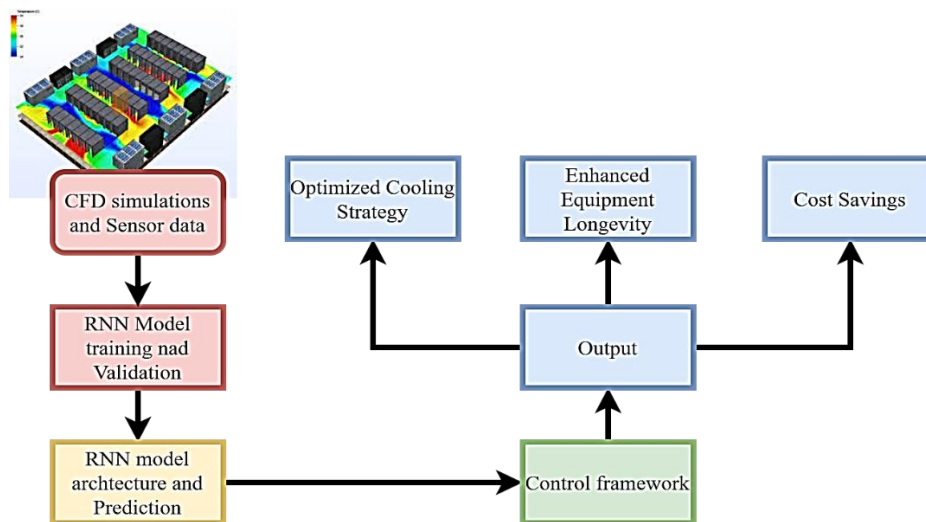 CFD simulations
and Sensor data
RNN Model
training nad
Validation
RNN model
archtecture and
Prediction
Control framework
Output
Optimized Cooling
Strategy
Enhanced
Equipment
Longevity
Cost Savings